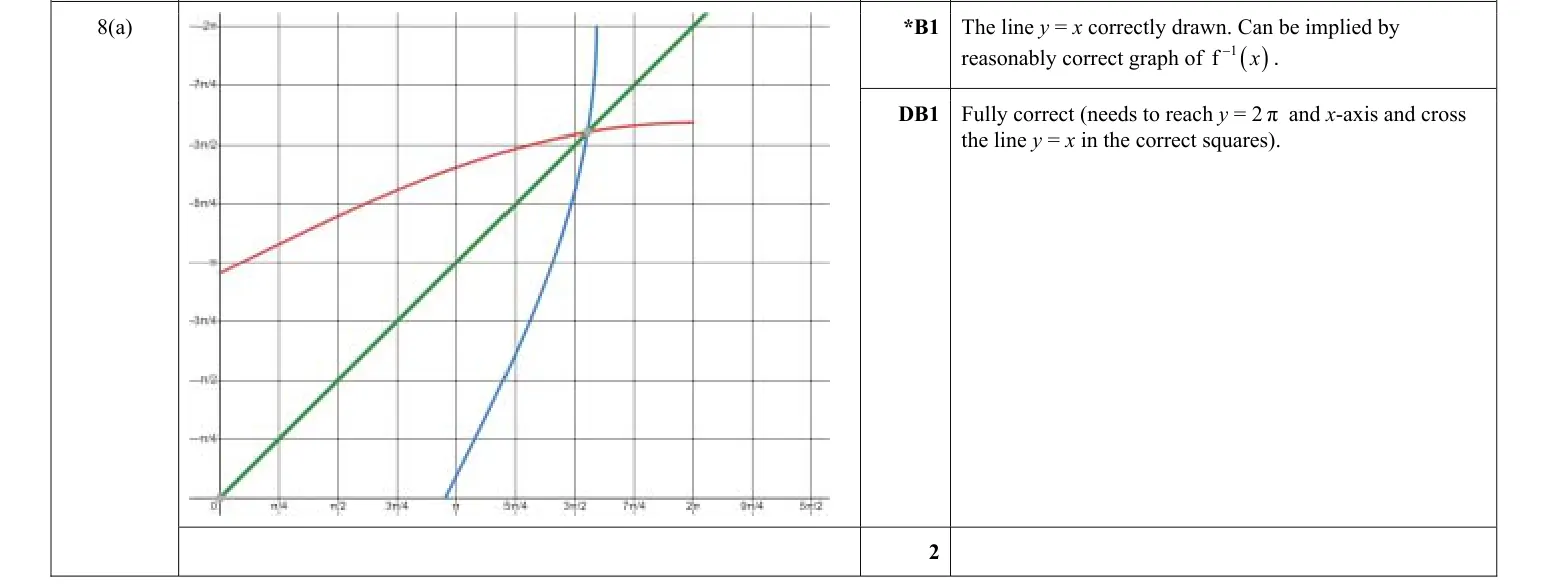 8(a)
2π
7π/4
3π/2
5π/4
π
3π/4
π/2
π/4
0 π/4 π/2 3π/4 π 5π/4 3π/2 7π/4 2π 9π/4 5π/2
*B1
The line y = x correctly drawn. Can be implied by
reasonably correct graph of f⁻¹(x).
DB1
Fully correct (needs to reach y = 2 π and x-axis and cross
the line y = x in the correct squares).
2